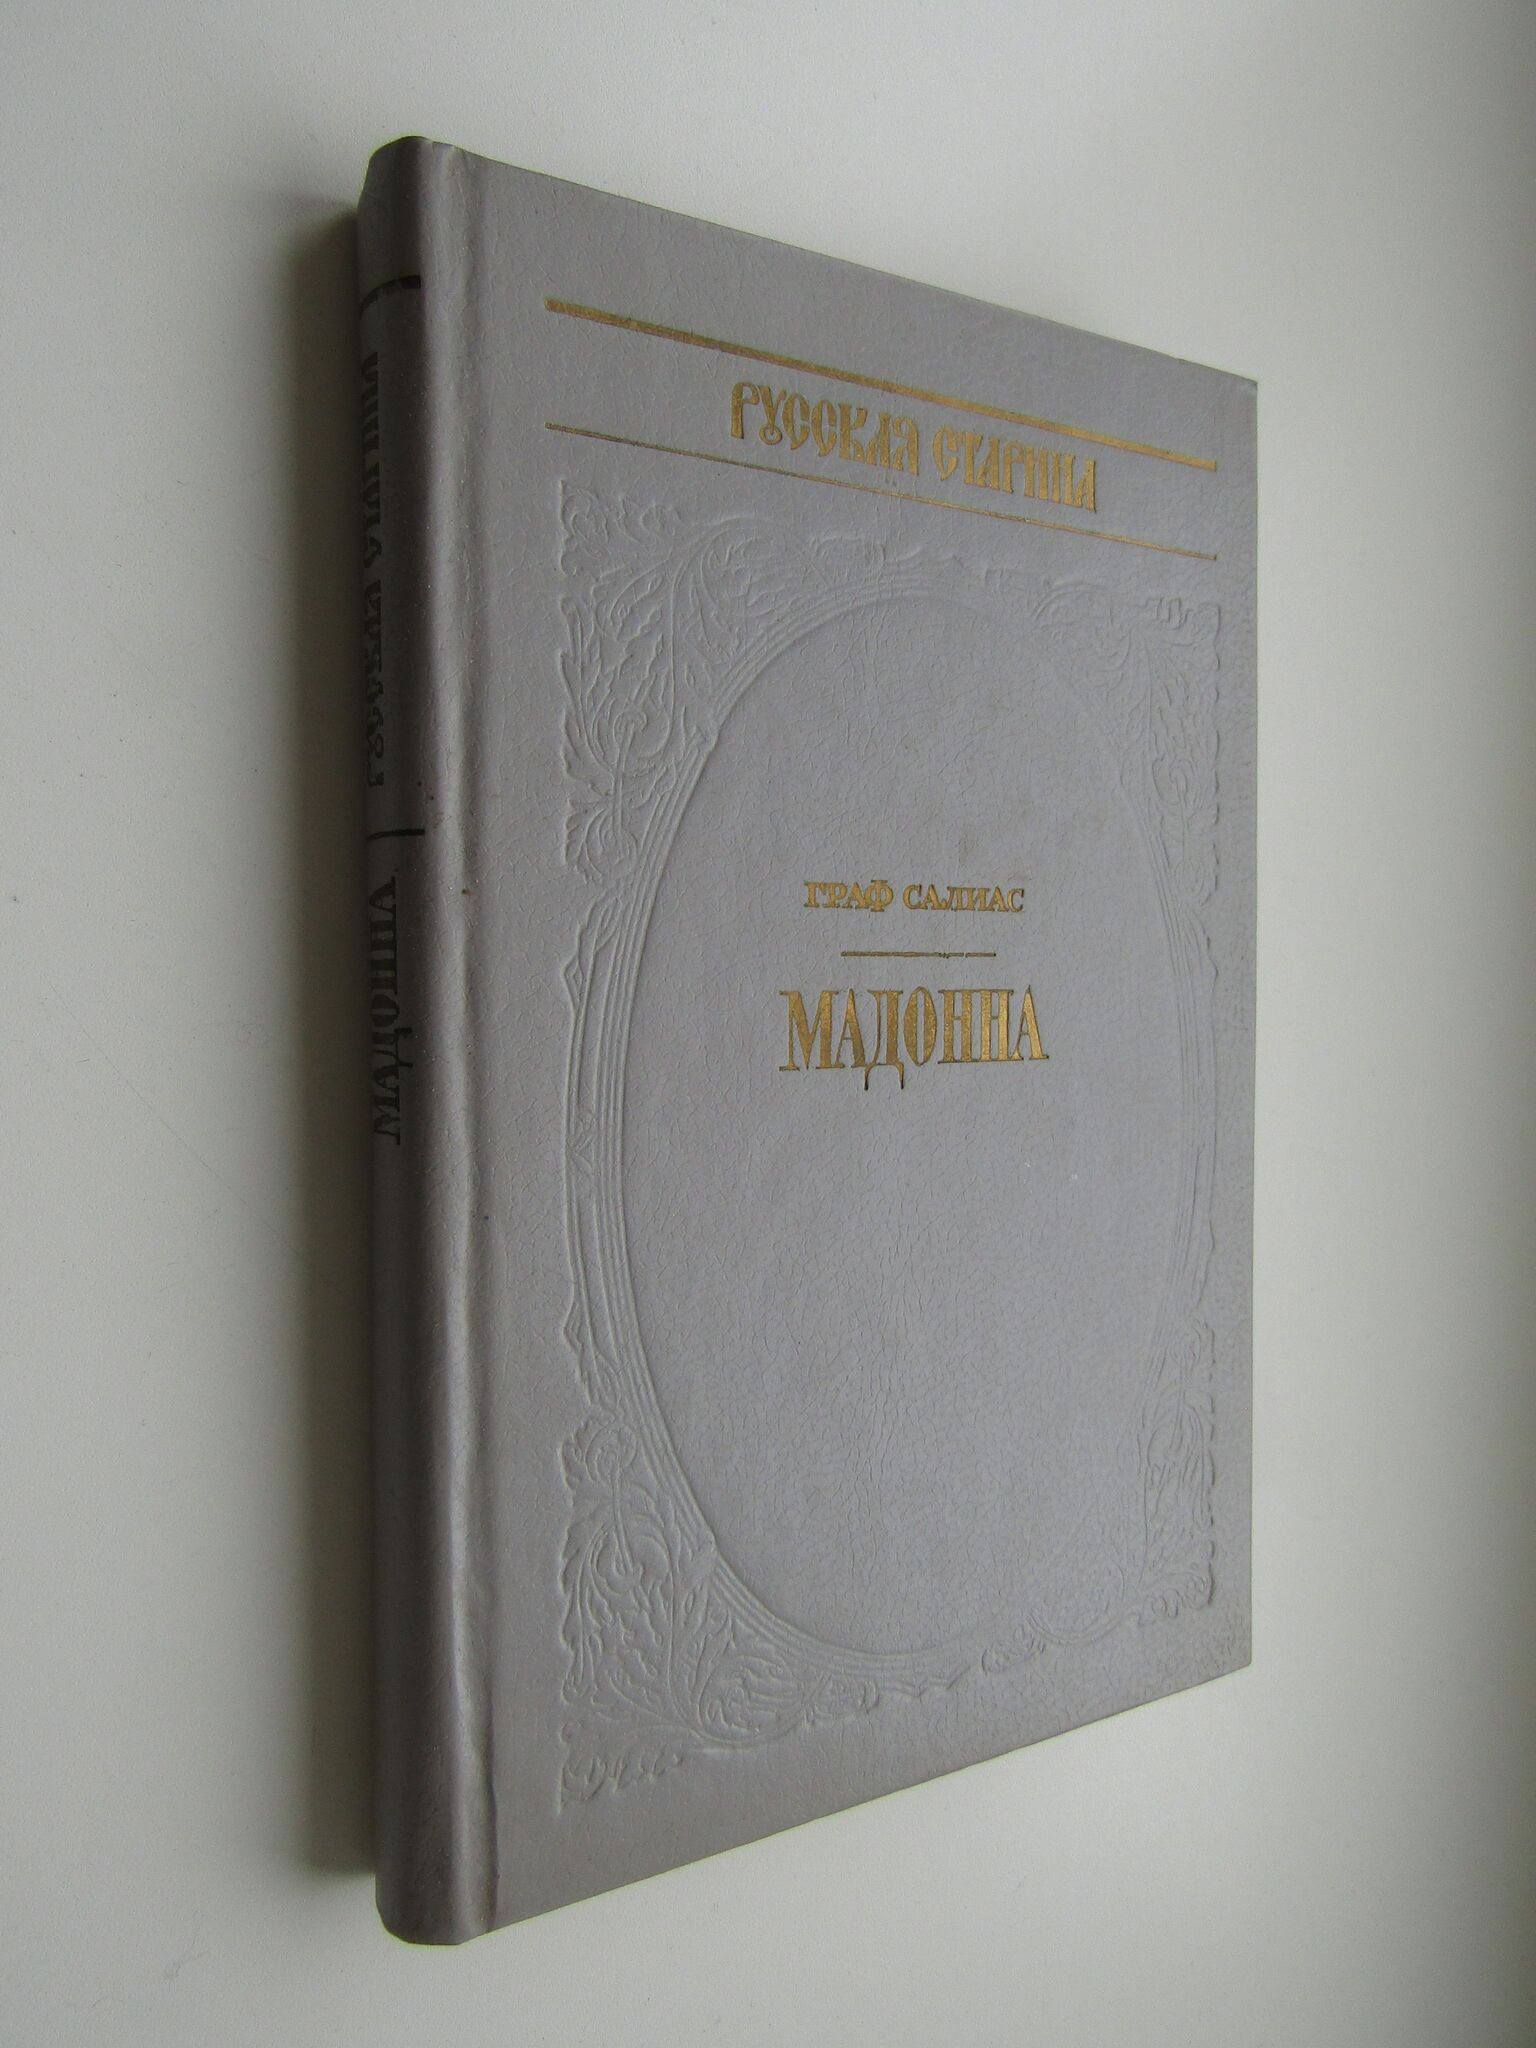 РУССКАЯ СТАРИНА
ГРАФ САЛИАС
МАДОННА
МАДОННА | РУССКАЯ СТАРИНА